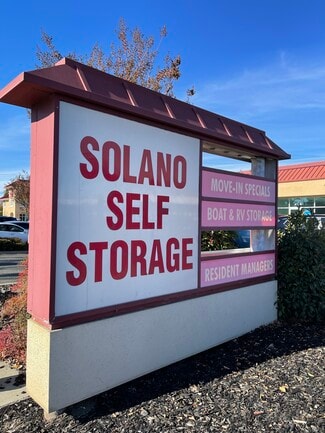 SOLANO
SELF
STORAGE
MOVE-IN SPECIALS
BOAT & RV STORAGE
RESIDENT MANAGERS